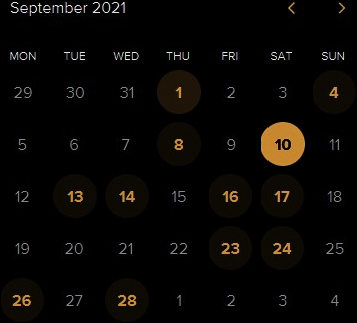 September 2021
MON TUE WED THU FRI SAT SUN
29 30 31 1 2 3 4
5 6 7 8 9 10 11
12 13 14 15 16 17 18
19 20 21 22 23 24 25
26 27 28 1 2 3 4